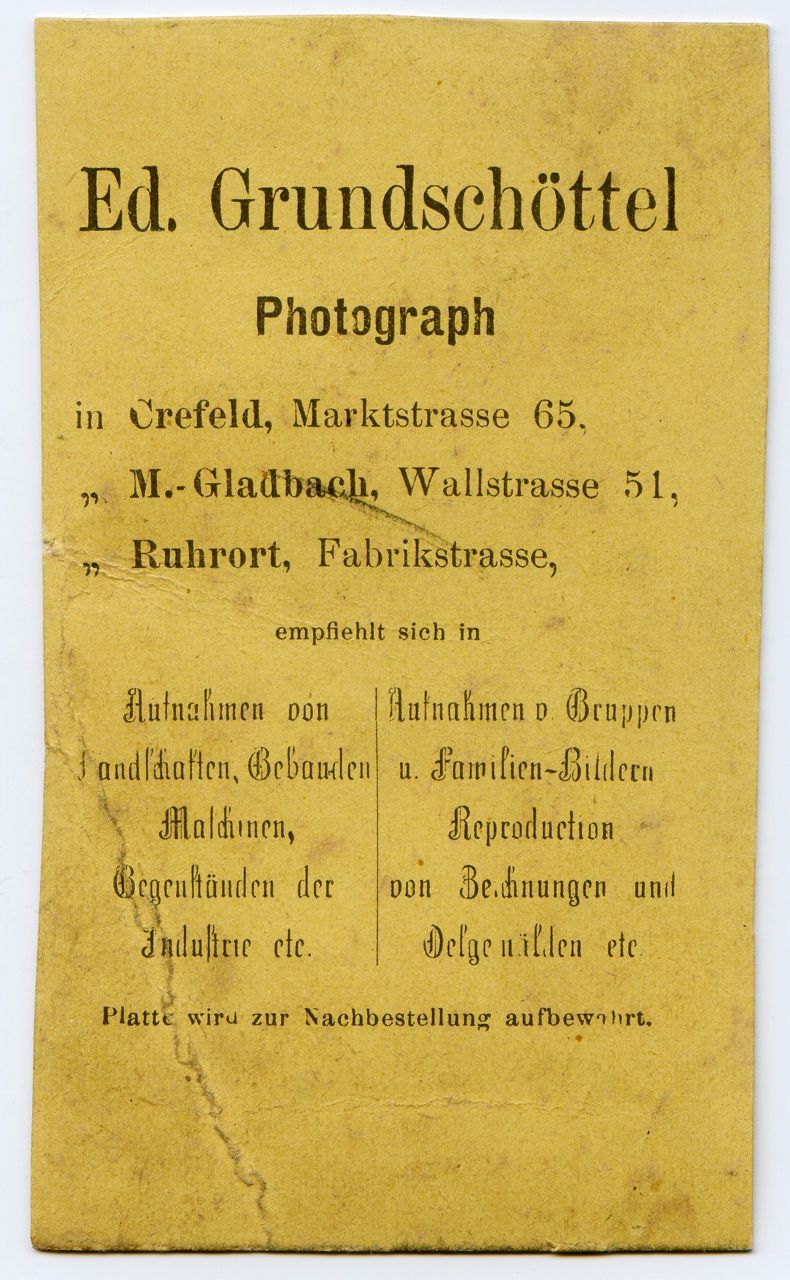 Ed. Grundschöttel
Photograph
in Crefeld, Marktstrasse 65,
„ M.-Gladbach, Wallstrasse 51,
„ Ruhrort, Fabrikstrasse,
empfiehlt sich in
Aufnahmen von
Landschaften, Gebäuden
Maschinen,
Gegenständen der
Industrie etc.
Aufnahmen v. Gruppen
u. Familien-Bildern
Reproduction
von Zeichnungen und
Oelgemälden etc.
Platte wird zur Nachbestellung aufbewahrt.